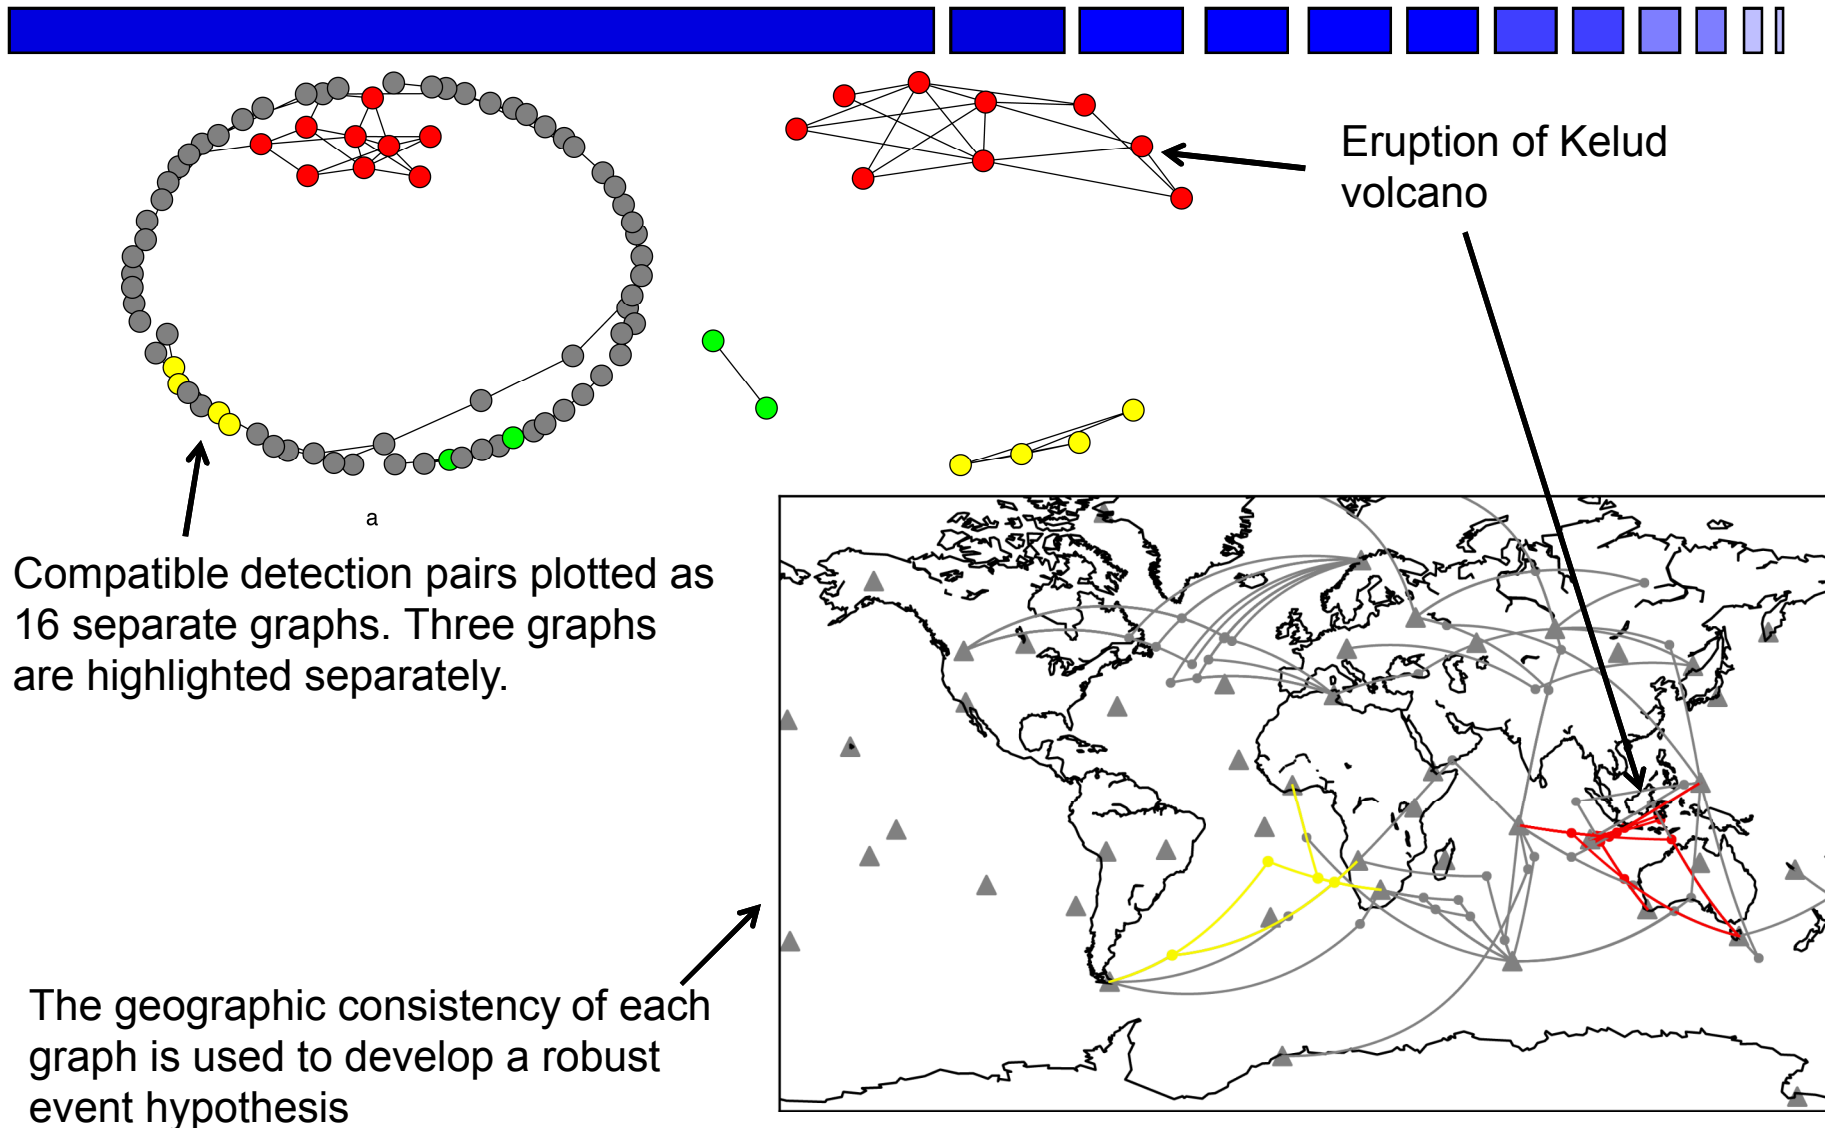 Eruption of Kelud
volcano
a
Compatible detection pairs plotted as
16 separate graphs. Three graphs
are highlighted separately.
The geographic consistency of each
graph is used to develop a robust
event hypothesis